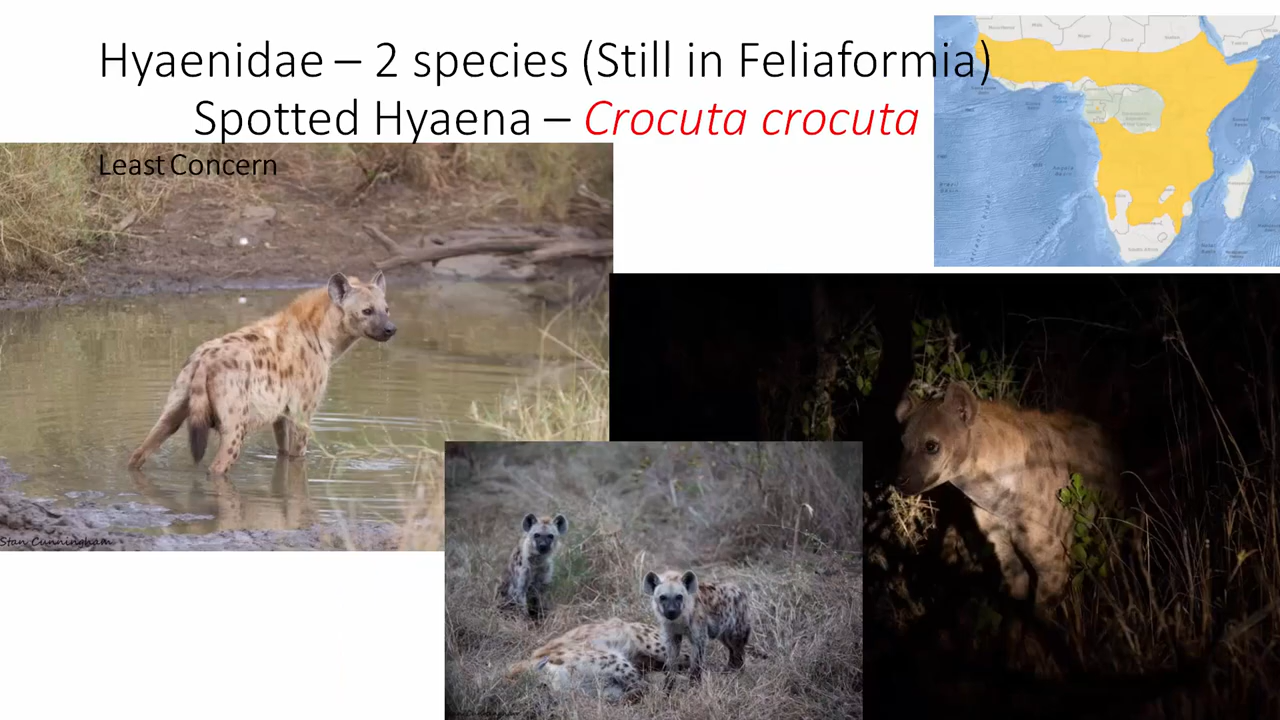 Hyaenidae – 2 species (Still in Feliaformia)
Spotted Hyaena – Crocuta crocuta
Least Concern
Stan Cunningham